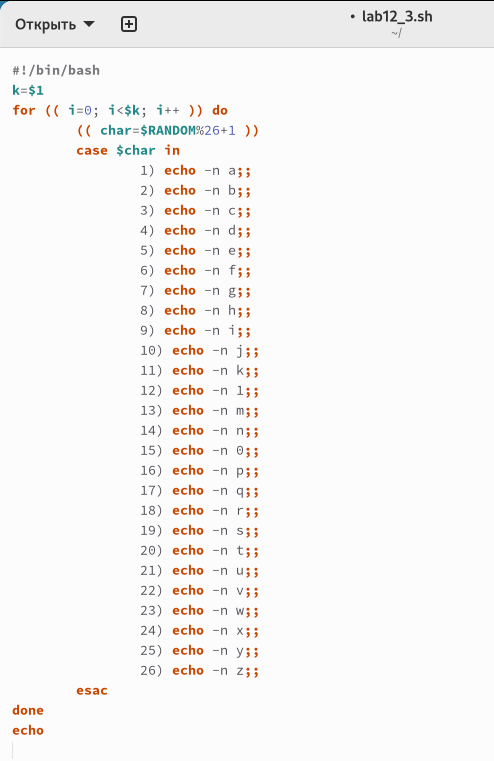 Открыть
• lab12_3.sh
~/
#!/bin/bash
k=$1
for (( i=0; i<$k; i++ )) do
        (( char=$RANDOM%26+1 ))
        case $char in
                1) echo -n a;;
                2) echo -n b;;
                3) echo -n c;;
                4) echo -n d;;
                5) echo -n e;;
                6) echo -n f;;
                7) echo -n g;;
                8) echo -n h;;
                9) echo -n i;;
                10) echo -n j;;
                11) echo -n k;;
                12) echo -n l;;
                13) echo -n m;;
                14) echo -n n;;
                15) echo -n 0;;
                16) echo -n p;;
                17) echo -n q;;
                18) echo -n r;;
                19) echo -n s;;
                20) echo -n t;;
                21) echo -n u;;
                22) echo -n v;;
                23) echo -n w;;
                24) echo -n x;;
                25) echo -n y;;
                26) echo -n z;;
        esac
done
echo